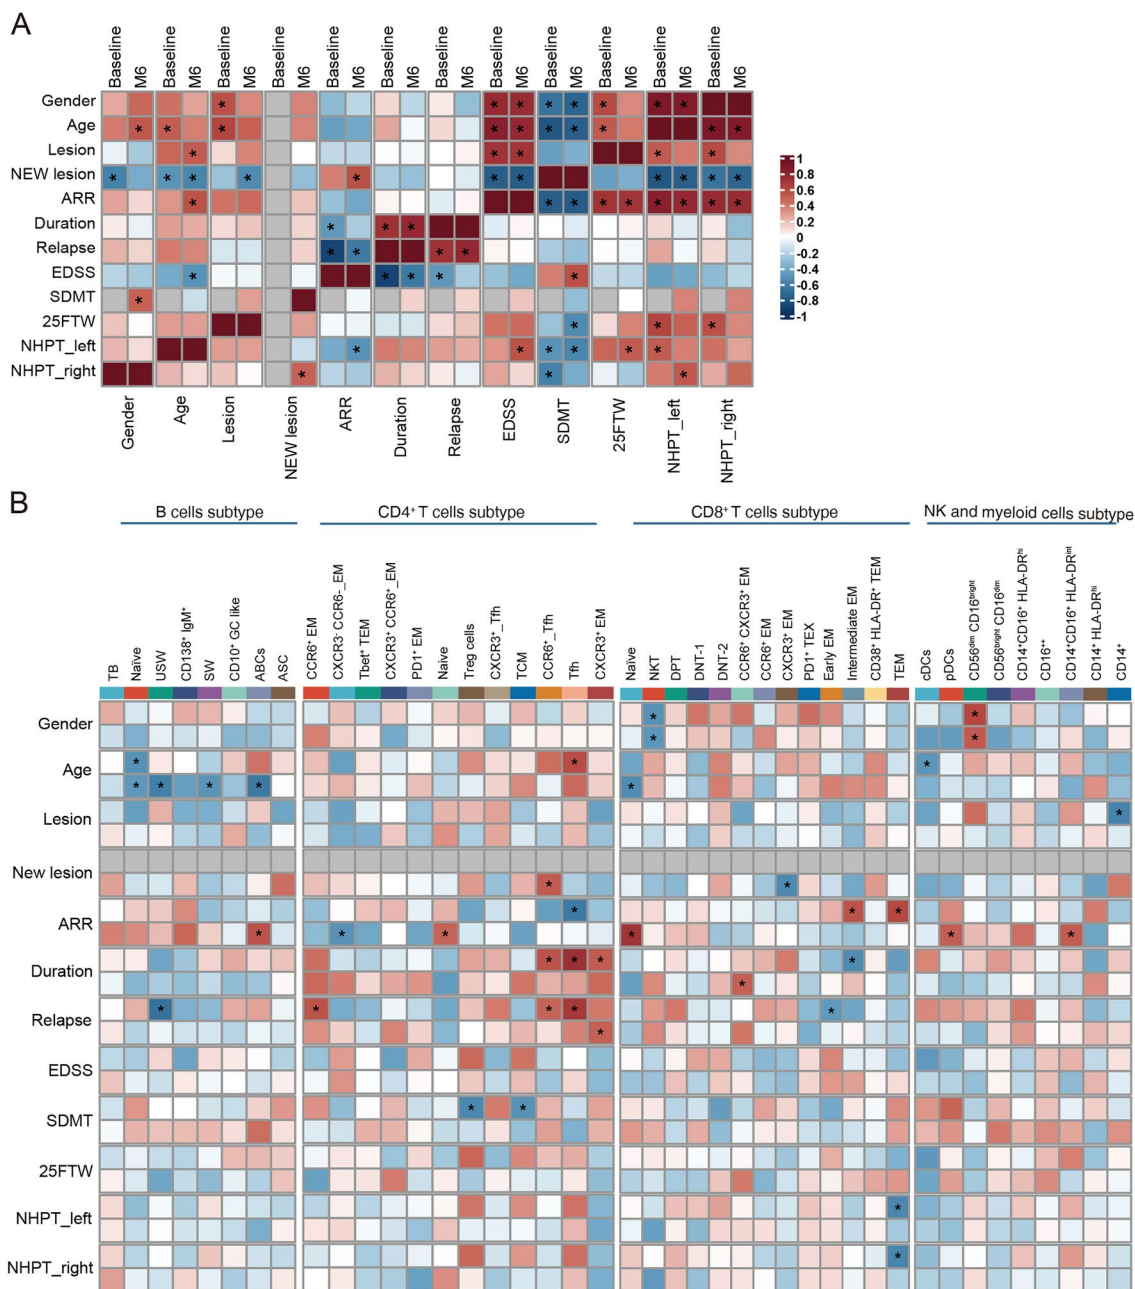 A
Baseline M6 Baseline M6 Baseline M6 Baseline M6 Baseline M6 Baseline M6 Baseline M6 Baseline M6 Baseline M6 Baseline M6 Baseline M6 Baseline M6
Gender
Age
Lesion
NEW lesion
ARR
Duration
Relapse
EDSS
SDMT
25FTW
NHPT_left
NHPT_right
1
0.8
0.6
0.4
0.2
0
-0.2
-0.4
-0.6
-0.8
-1
Gender Age Lesion NEW lesion ARR Duration Relapse EDSS SDMT 25FTW NHPT_left NHPT_right
B
B cells subtype
CD4⁺ T cells subtype
CD8⁺ T cells subtype
NK and myeloid cells subtype
TB
Naïve
USW
CD138⁺ IgM⁺
SW
CD10⁺ GC like
ABCs
ASC
CCR6⁺ EM
CXCR3⁻ CCR6-_EM
Tbet⁺ TEM
CXCR3⁺ CCR6⁺_EM
PD1⁺ EM
Naive
Treg cells
CXCR3⁺_Tfh
TCM
CCR6⁺_Tfh
Tfh
CXCR3⁺ EM
Naïve
NKT
DPT
DNT-1
DNT-2
CCR6⁺ CXCR3⁺ EM
CCR6⁺ EM
CXCR3⁺ EM
PD1⁺ TEX
Early EM
Intermediate EM
CD38⁺ HLA-DR⁺ TEM
TEM
cDCs
pDCs
CD56ᵈⁱᵐ CD16ᵇʳⁱᵍʰᵗ
CD56ᵇʳⁱᵍʰᵗ CD16ᵈⁱᵐ
CD14⁺CD16⁺ HLA-DRʰⁱ
CD16⁺⁺
CD14⁺CD16⁺ HLA-DRⁱⁿᵗ
CD14⁺ HLA-DRʰⁱ
CD14⁺
Gender
Age
Lesion
New lesion
ARR
Duration
Relapse
EDSS
SDMT
25FTW
NHPT_left
NHPT_right